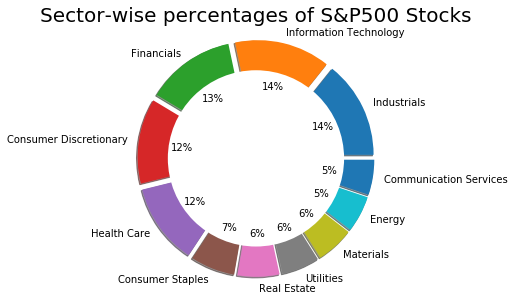 Sector-wise percentages of S&P500 Stocks
Information Technology
Financials
14%
Industrials
13%
14%
Consumer Discretionary
12%
5%
Communication Services
12%
5%
Energy
6%
Health Care
7%
6%
6%
Materials
Consumer Staples
Utilities
Real Estate